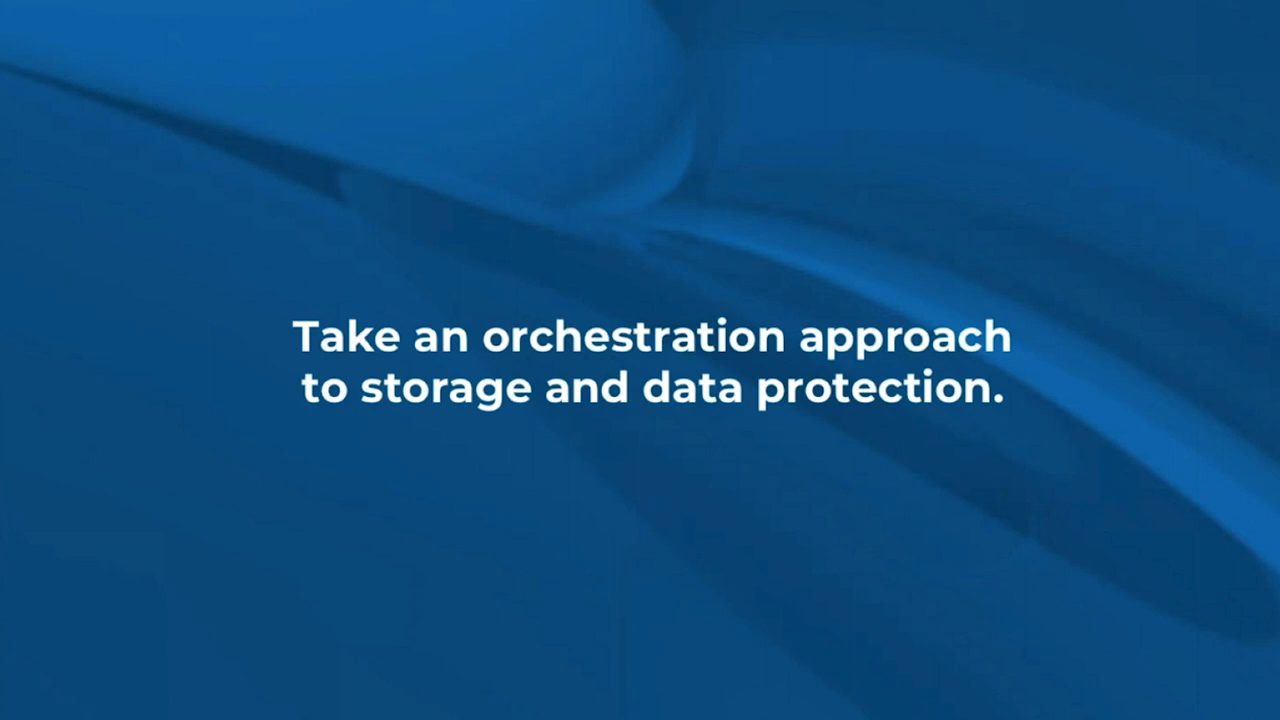 Take an orchestration approach
to storage and data protection.